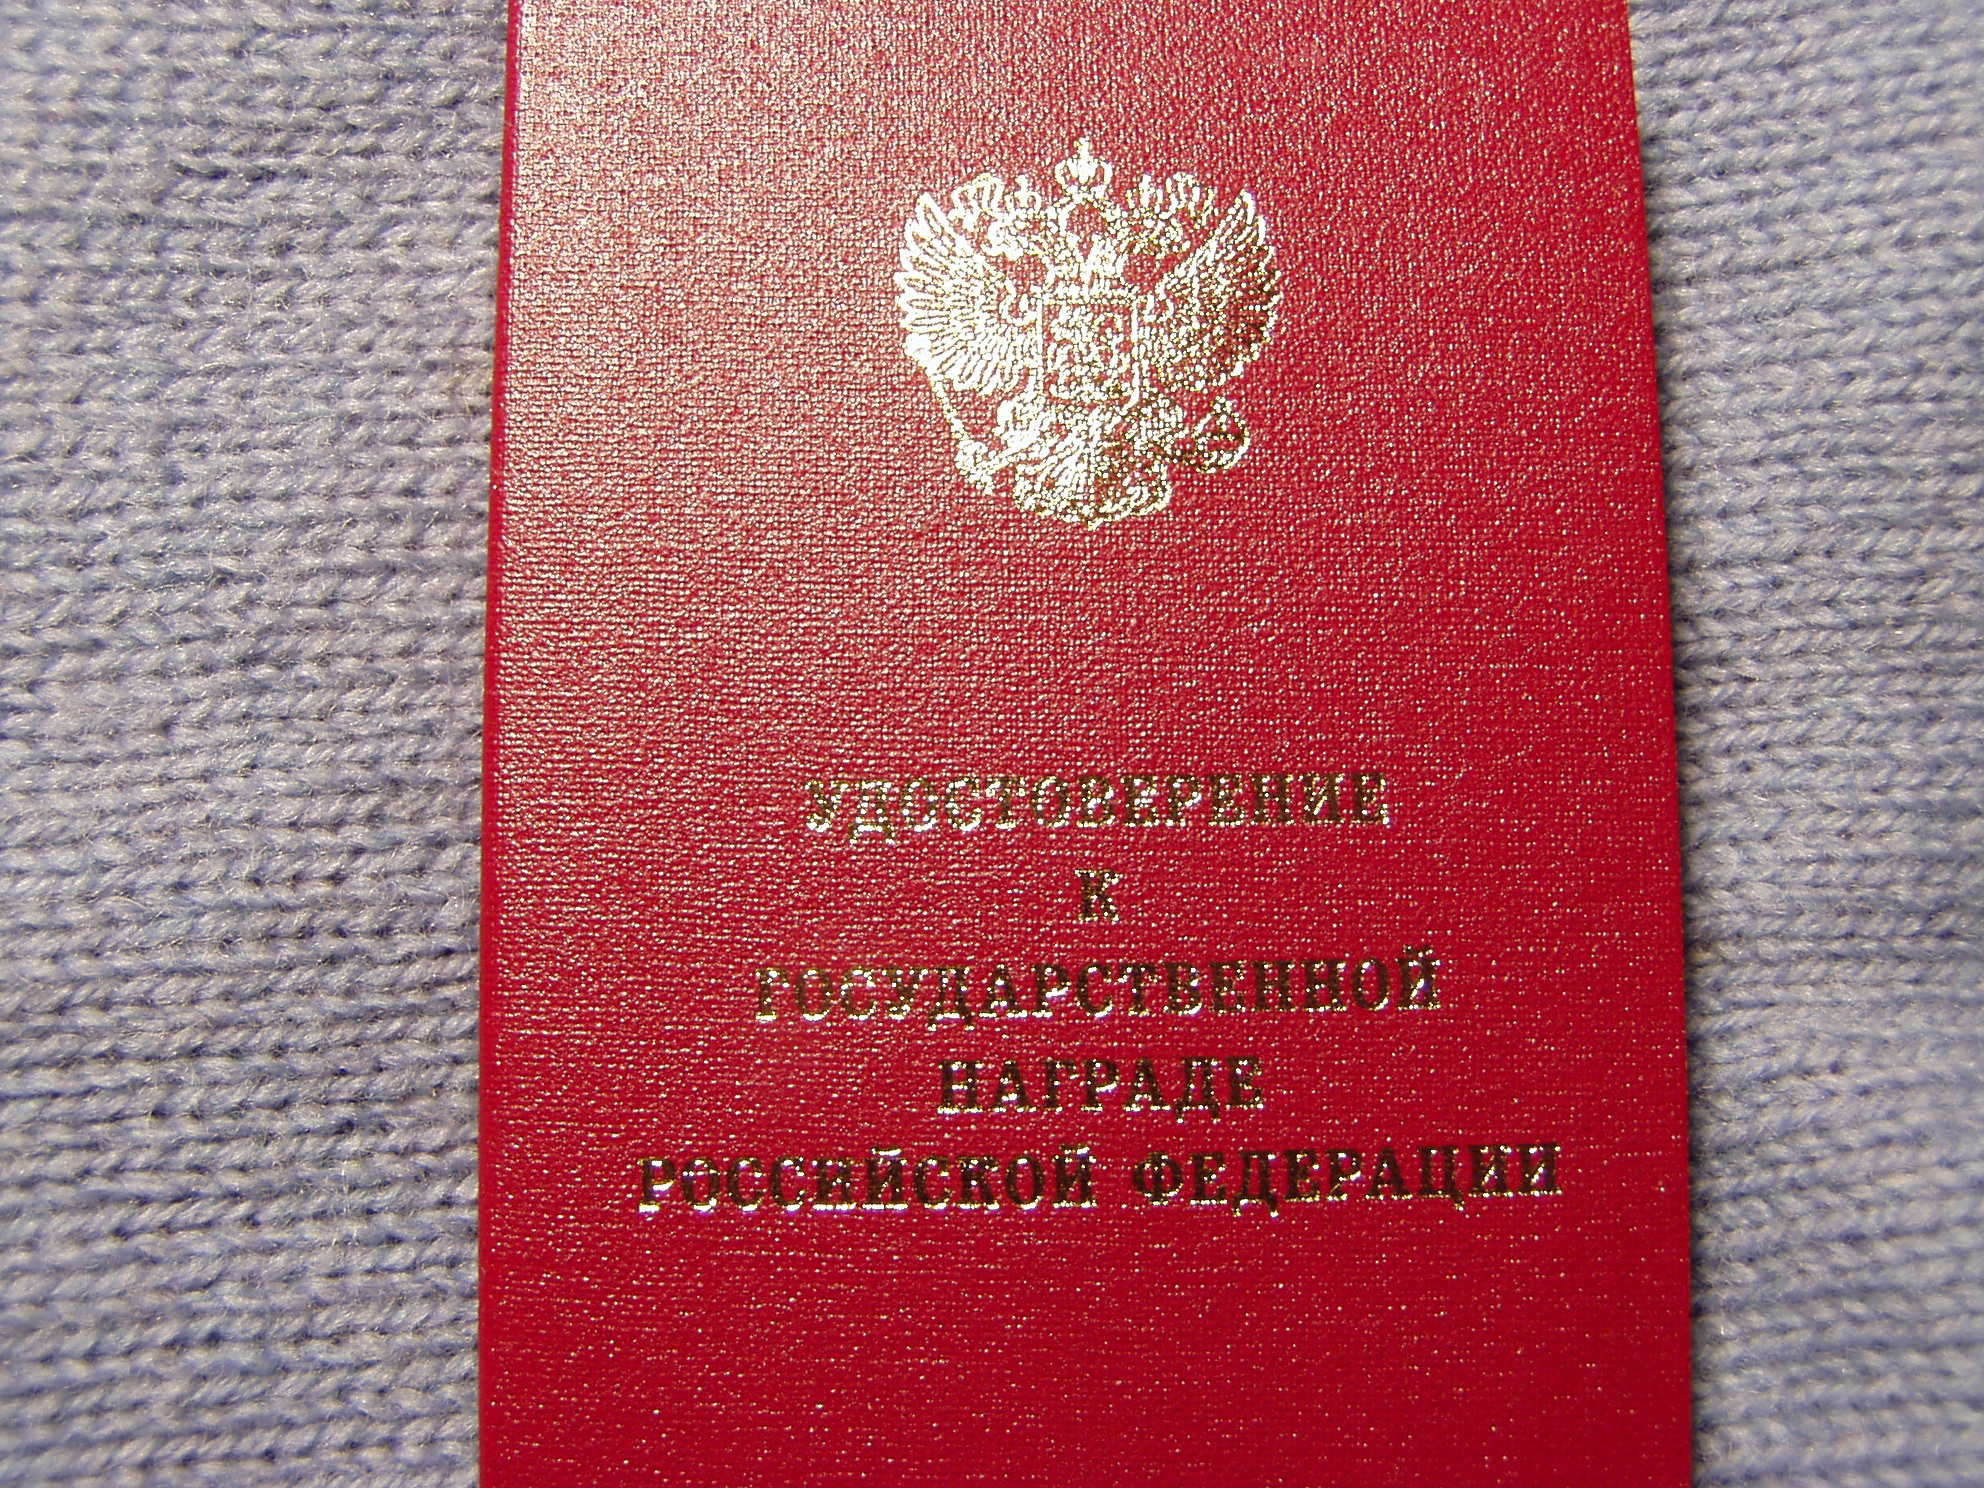 УДОСТОВЕРЕНИЕ
К
ГОСУДАРСТВЕННОЙ
НАГРАДЕ
РОССИЙСКОЙ ФЕДЕРАЦИИ